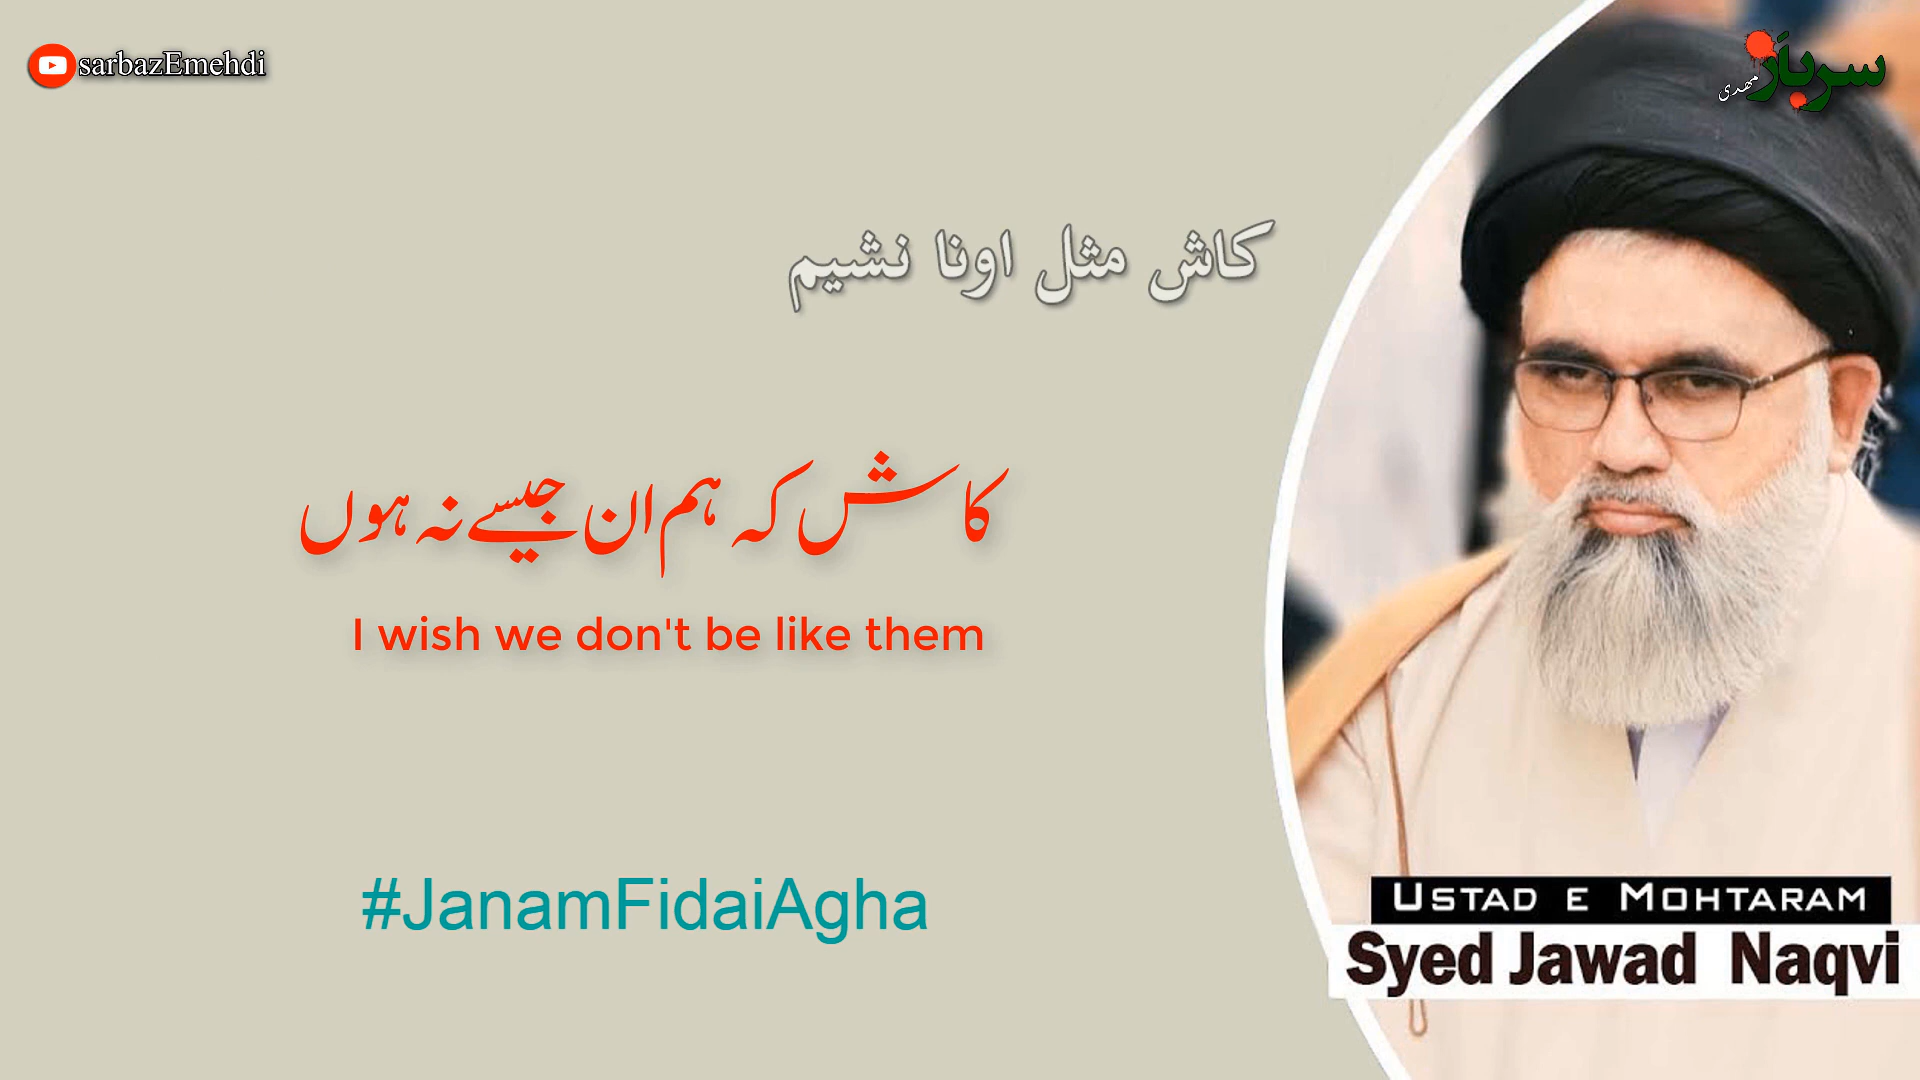 sarbazEmehdi
سرباز مهدی
کاش مثل اونا نشیم
کاش کہ ہم ان جیسے نہ ہوں
I wish we don't be like them
#JanamFidaiAgha
USTAD E MOHTARAM
Syed Jawad Naqvi